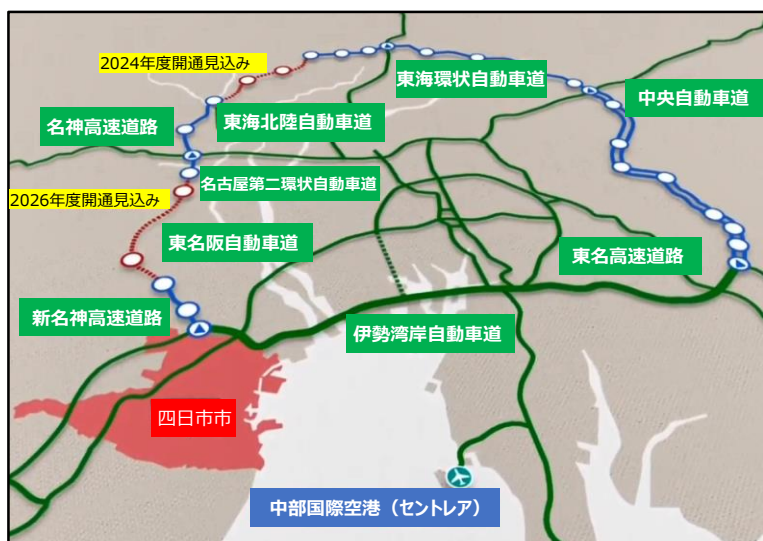 2024年度開通見込み
東海環状自動車道
中央自動車道
名神高速道路
東海北陸自動車道
名古屋第二環状自動車道
2026年度開通見込み
東名阪自動車道
東名高速道路
新名神高速道路
伊勢湾岸自動車道
四日市市
中部国際空港（セントレア）